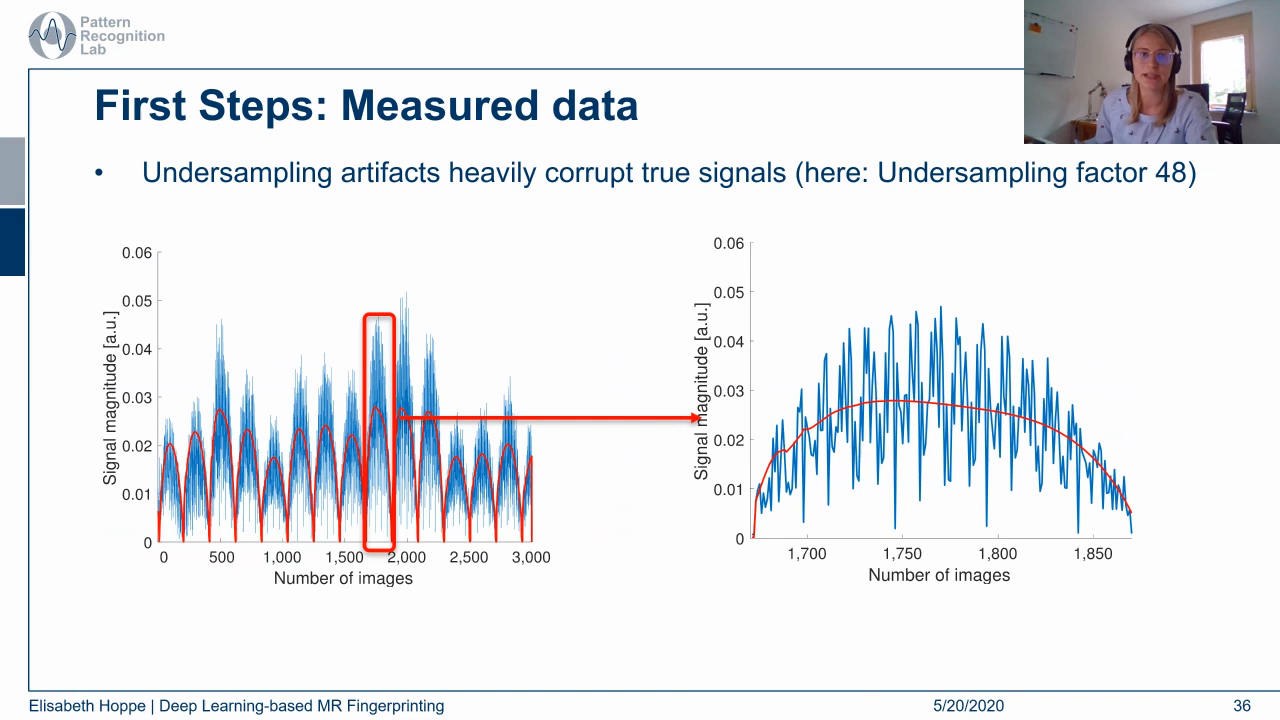 Pattern
Recognition
Lab
First Steps: Measured data
• Undersampling artifacts heavily corrupt true signals (here: Undersampling factor 48)
0.06
0.05
0.04
0.03
0.02
0.01
0
Signal magnitude [a.u.]
0 500 1,000 1,500 2,000 2,500 3,000
Number of images
0.06
0.05
0.04
0.03
0.02
0.01
0
Signal magnitude [a.u.]
1,700 1,750 1,800 1,850
Number of images
Elisabeth Hoppe | Deep Learning-based MR Fingerprinting 5/20/2020 36